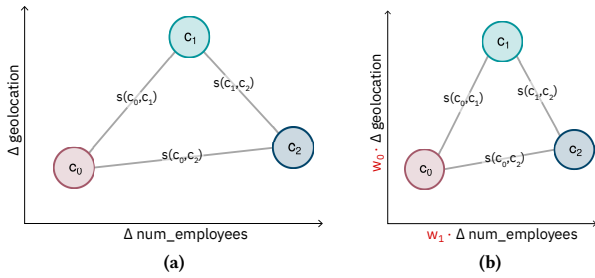 Δ geolocation
c₁
s(c₀,c₁)
s(c₁,c₂)
c₀
s(c₀,c₂)
c₂
Δ num_employees
(a)
w₀ · Δ geolocation
c₁
s(c₀,c₁)
s(c₁,c₂)
c₀
s(c₀,c₂)
c₂
w₁ · Δ num_employees
(b)